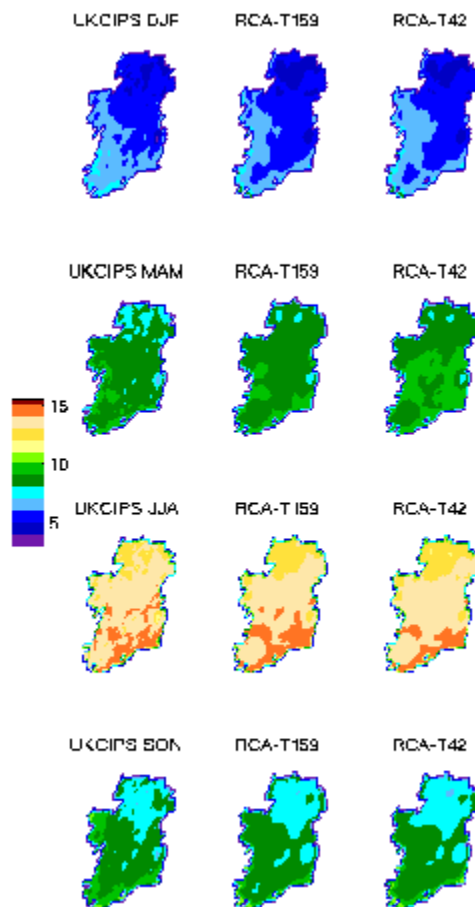 UKCIPS DJF RCA-T159 RCA-T42
UKCIPS MAM RCA-T159 RCA-T42
15
10
5
UKCIPS JJA RCA-T159 RCA-T42
UKCIPS SON RCA-T159 RCA-T42